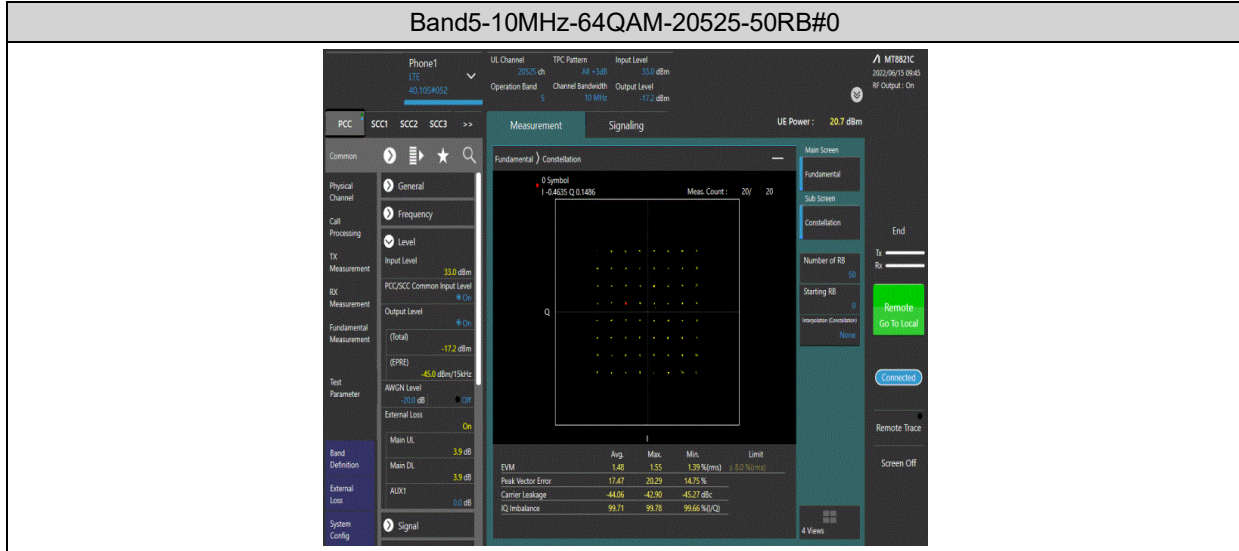 Band5-10MHz-64QAM-20525-50RB#0
Phone1
LTE
40.10S#052
UL Channel
20525 ch
TPC Pattern
All +3dB
Input Level
33.0 dBm
Operation Band
5
Channel Bandwidth
10 MHz
Output Level
-17.2 dBm
MT8821C
2022/06/15 09:45
RF Output : On
PCC SCC1 SCC2 SCC3 >>
Measurement
Signaling
UE Power : 20.7 dBm
Common
Physical
Channel
Call
Processing
TX
Measurement
RX
Measurement
Fundamental
Measurement
Test
Parameter
Band
Definition
External
Loss
System
Config
General
Frequency
Level
Input Level
33.0 dBm
PCC/SCC Common Input Level
On
Output Level
On
(Total)
-17.2 dBm
(EPRE)
-45.0 dBm/15kHz
AWGN Level
-20.0 dB Off
External Loss
On
Main UL
3.9 dB
Main DL
3.9 dB
AUX1
0.0 dB
Signal
Fundamental ⟩ Constellation
0 Symbol
I -0.4635 Q 0.1486
Meas. Count : 20/ 20
Q
I
Avg. Max. Min. Limit
EVM 1.48 1.55 1.39 %(rms) ≤ 8.0 %(rms)
Peak Vector Error 17.47 20.29 14.75 %
Carrier Leakage -44.06 -42.90 -45.27 dBc
IQ Imbalance 99.71 99.78 99.66 %(I/Q)
Main Screen
Fundamental
Sub Screen
Constellation
Number of RB
50
Starting RB
0
Interpolation (Constellation)
None
4 Views
End
Tx
Rx
Remote
Go To Local
Connected
Remote Trace
Screen Off